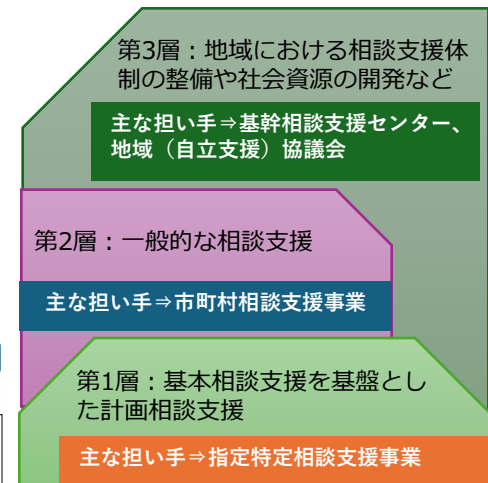 第3層：地域における相談支援体
制の整備や社会資源の開発など
主な担い手⇒基幹相談支援センター、
地域（自立支援）協議会
第2層：一般的な相談支援
主な担い手⇒市町村相談支援事業
第1層：基本相談支援を基盤とし
た計画相談支援
主な担い手⇒指定特定相談支援事業